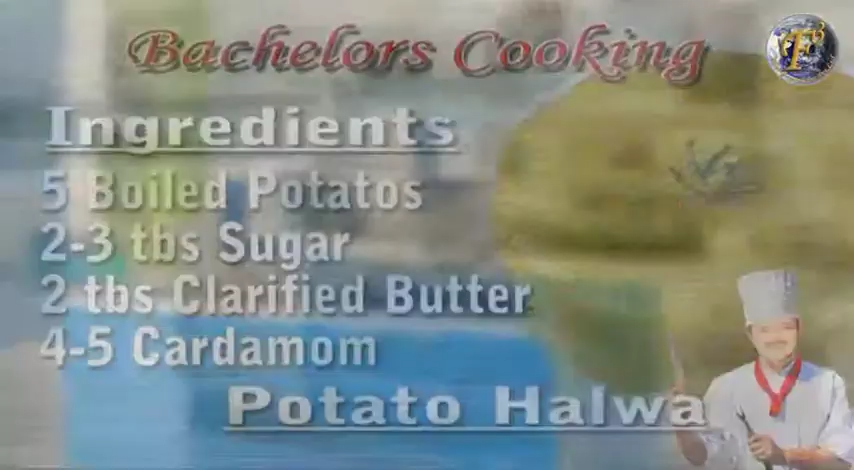 Bachelors Cooking
Ingredients
5 Boiled Potatos
2-3 tbs Sugar
2 tbs Clarified Butter
4-5 Cardamom
Potato Halwa